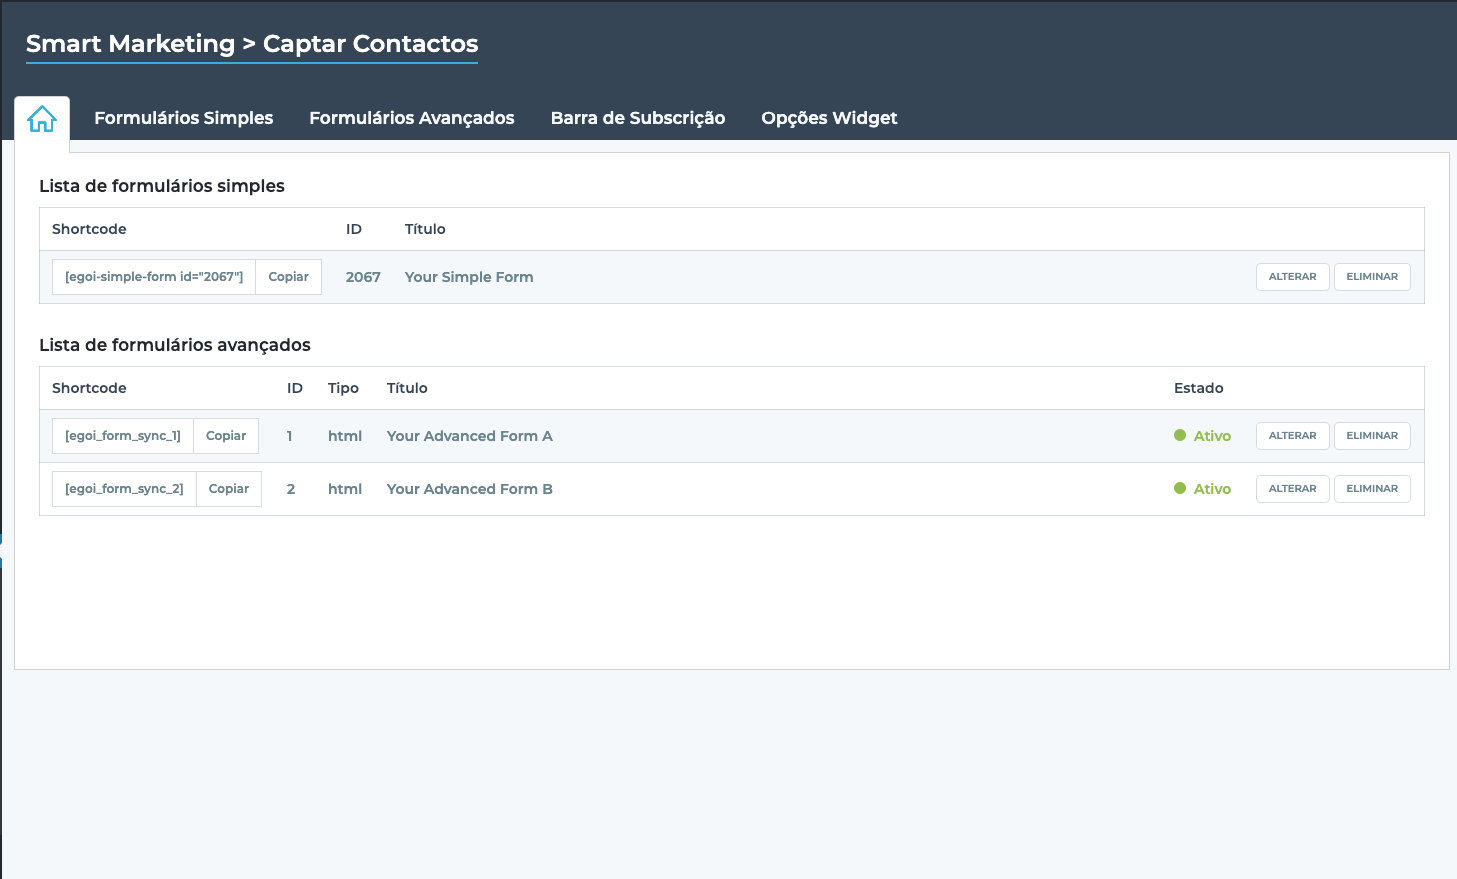 Smart Marketing > Captar Contactos
Formulários Simples Formulários Avançados Barra de Subscrição Opções Widget
Lista de formulários simples
Shortcode ID Título
[egoi-simple-form id="2067"] Copiar 2067 Your Simple Form ALTERAR ELIMINAR
Lista de formulários avançados
Shortcode ID Tipo Título Estado
[egoi_form_sync_1] Copiar 1 html Your Advanced Form A Ativo ALTERAR ELIMINAR
[egoi_form_sync_2] Copiar 2 html Your Advanced Form B Ativo ALTERAR ELIMINAR